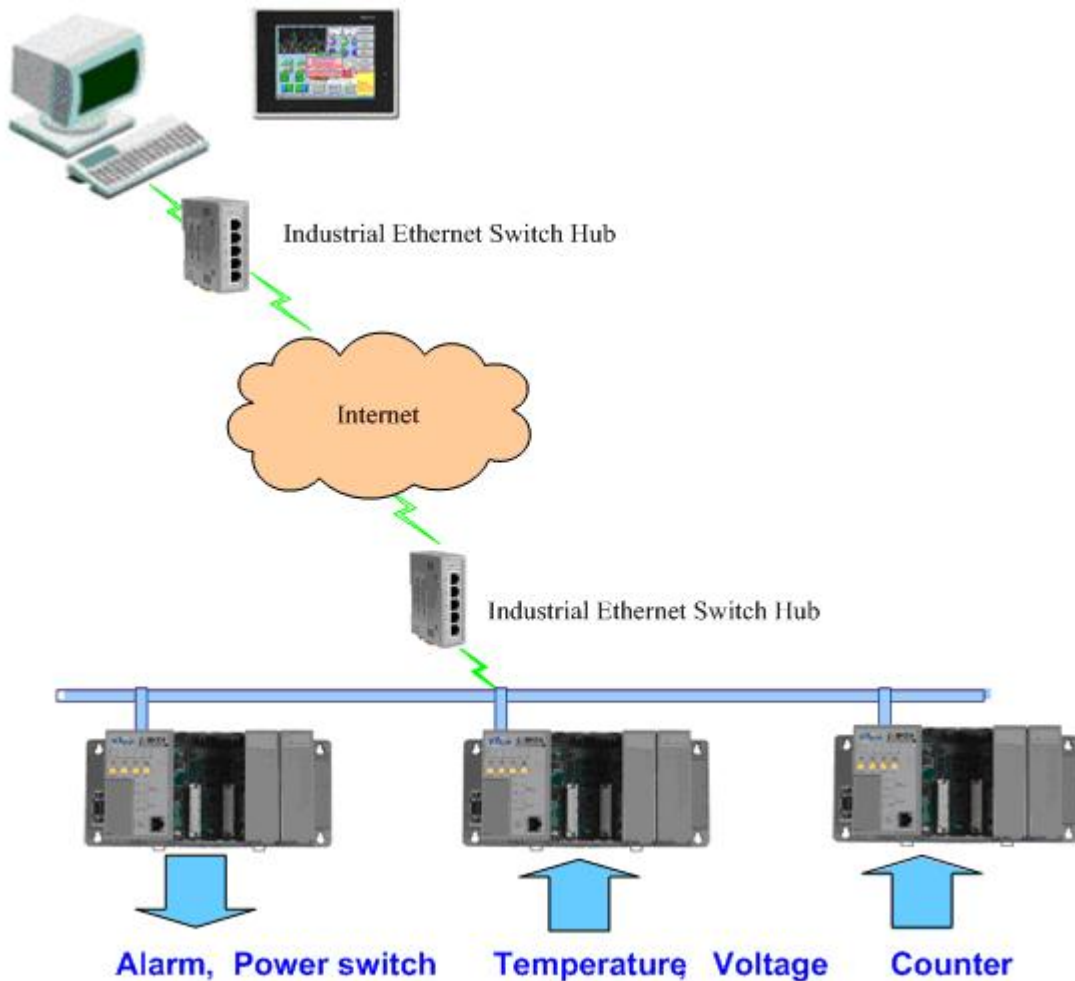 Industrial Ethernet Switch Hub
Internet
Industrial Ethernet Switch Hub
Alarm, Power switch Temperature, Voltage Counter